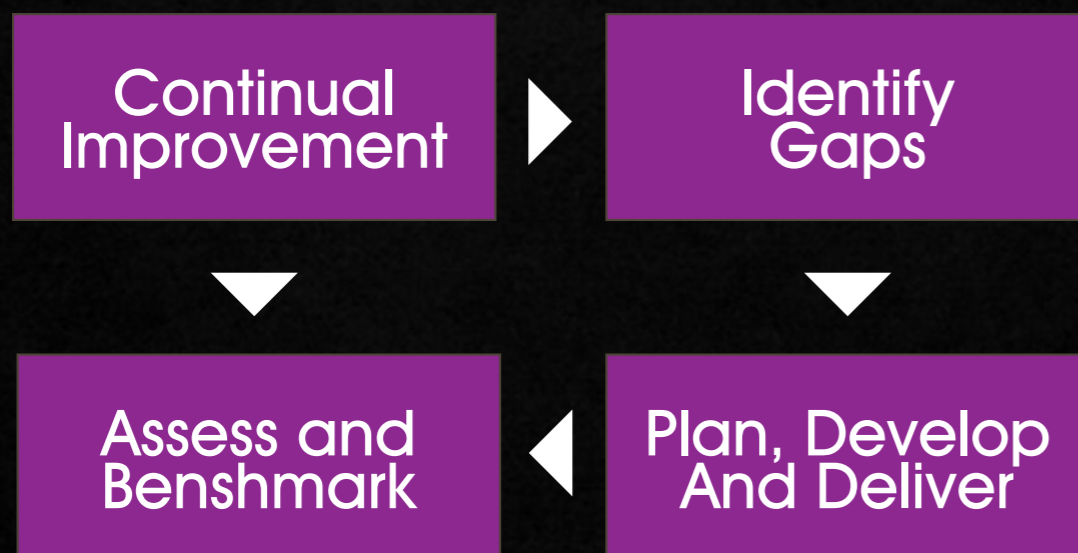 Continual
Improvement
Identify
Gaps
Assess and
Benshmark
Plan, Develop
And Deliver